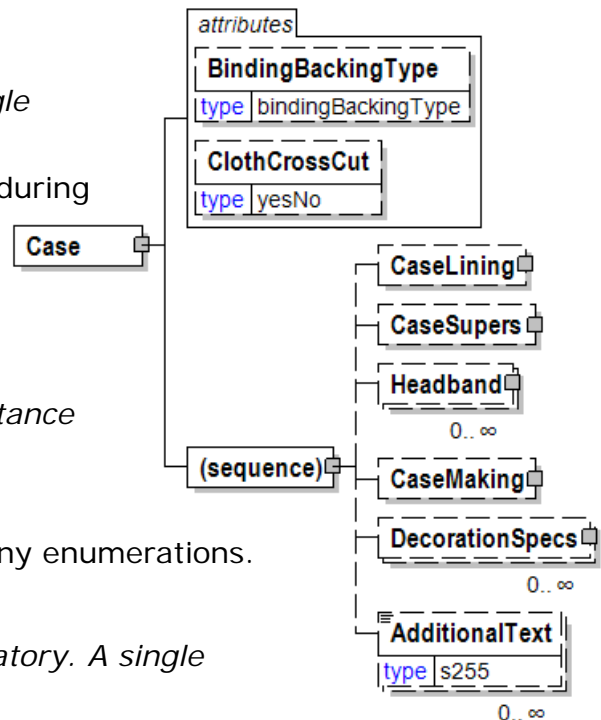 attributes
BindingBackingType
type bindingBackingType
ClothCrossCut
type yesNo
during
Case
CaseLining
CaseSupers
Headband
0.. ∞
(sequence)
CaseMaking
DecorationSpecs
0.. ∞
enumerations.
AdditionalText
type s255
A single
0.. ∞